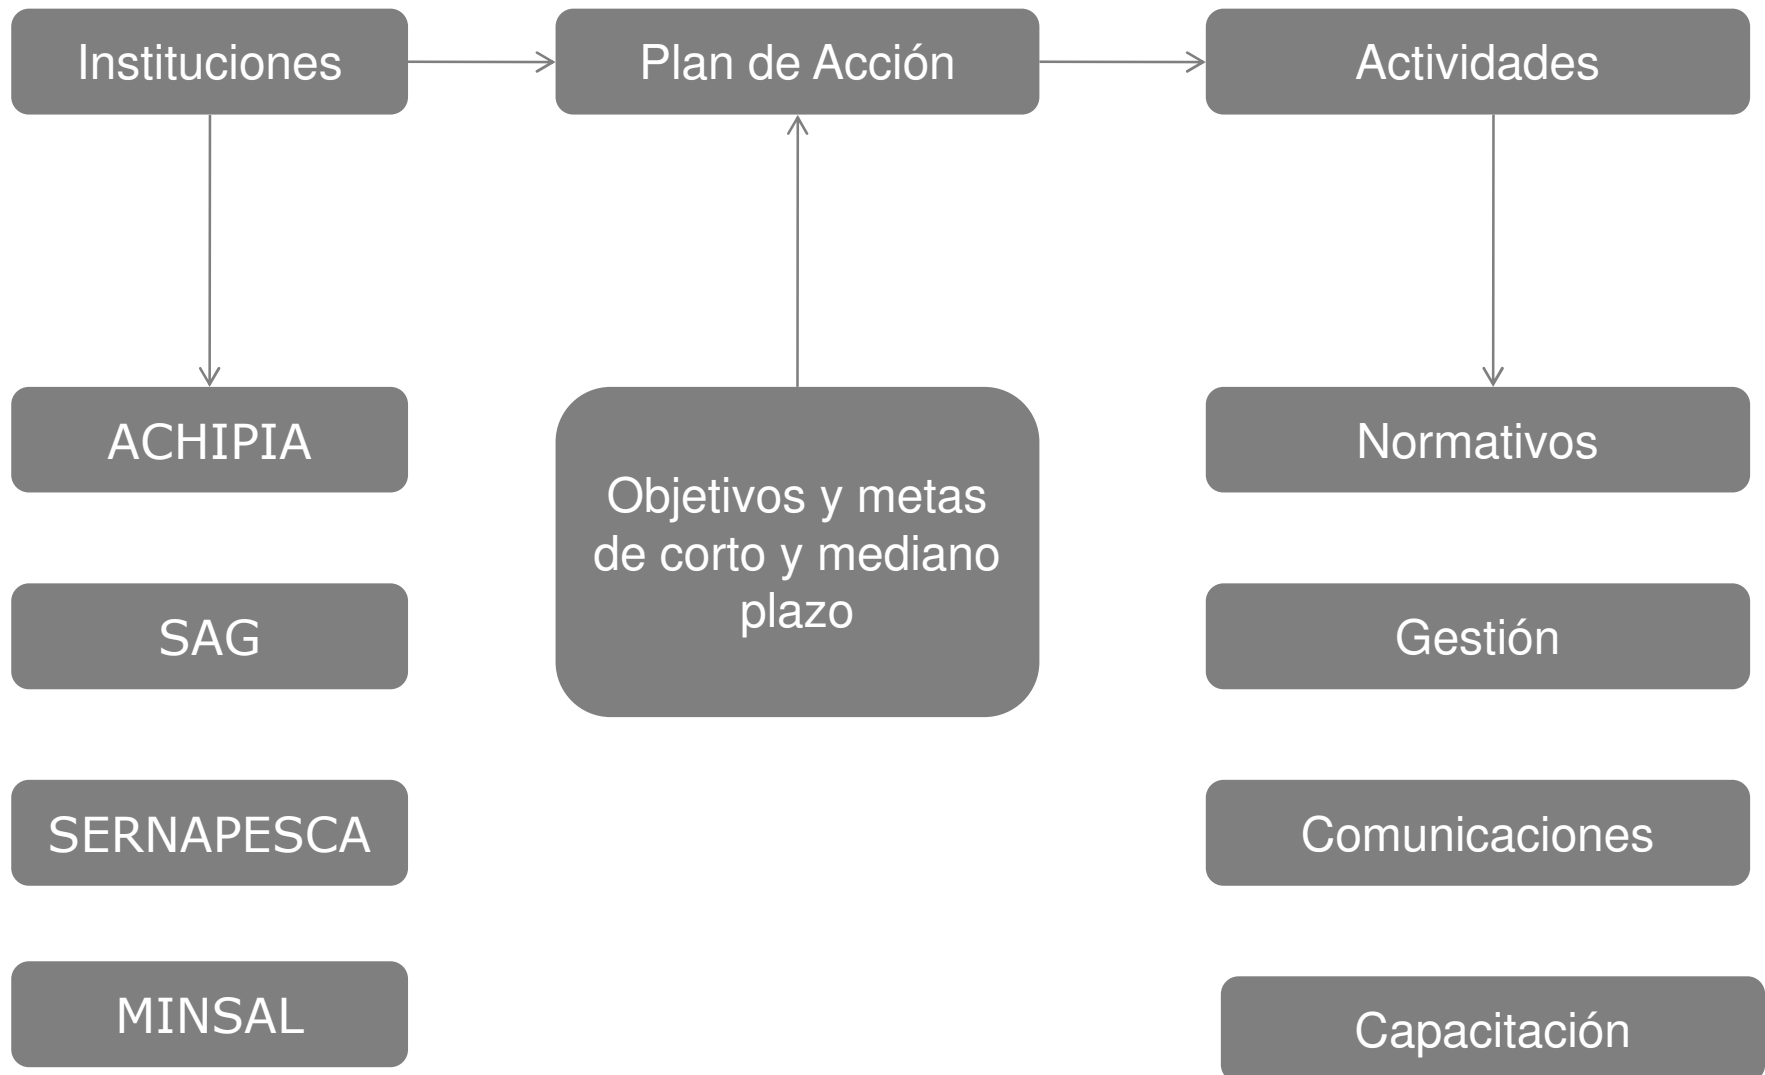 Instituciones
Plan de Acción
Actividades
ACHIPIA
SAG
SERNAPESCA
MINSAL
Objetivos y metas
de corto y mediano
plazo
Normativos
Gestión
Comunicaciones
Capacitación